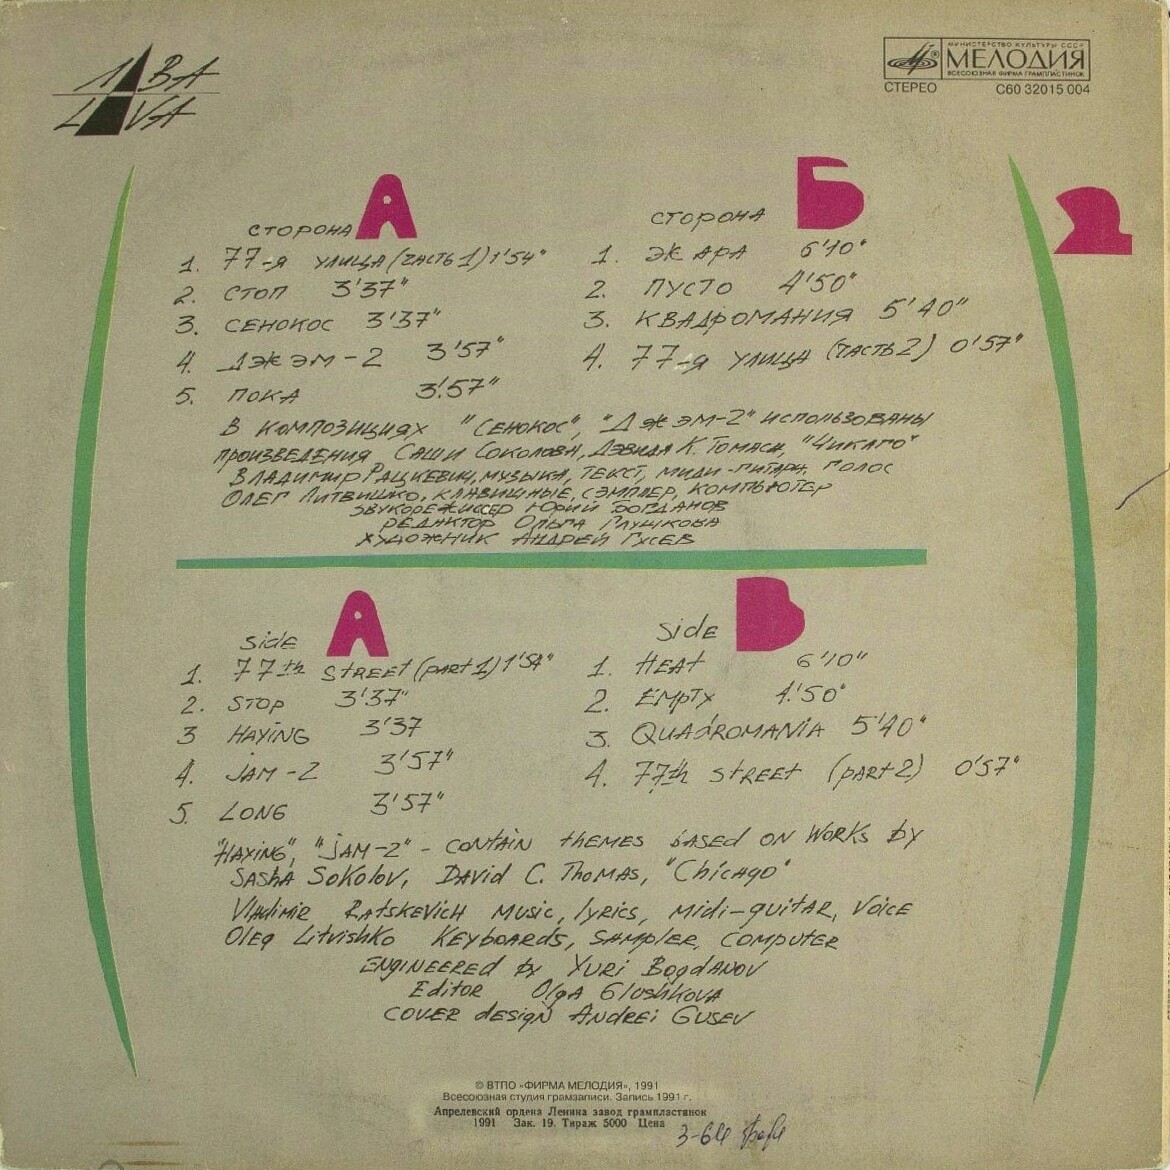 ЛАВА
LAVA
МИНИСТЕРСТВО КУЛЬТУРЫ СССР
МЕЛОДИЯ
ВСЕСОЮЗНАЯ ФИРМА ГРАМПЛАСТИНОК
СТЕРЕО С60 32015 004
2
СТОРОНА А
1. 77-я УЛИЦА (ЧАСТЬ 1) 1'54"
2. СТОП 3'37"
3. СЕНОКОС 3'37"
4. ДЖЭМ-2 3'57"
5. ПОКА 3'57"
СТОРОНА Б
1. ЖАРА 6'10"
2. ПУСТО 4'50"
3. КВАДРОМАНИЯ 5'40"
4. 77-я УЛИЦА (ЧАСТЬ 2) 0'57"
В КОМПОЗИЦИЯХ "СЕНОКОС", "ДЖЭМ-2" ИСПОЛЬЗОВАНЫ
ПРОИЗВЕДЕНИЯ САШИ СОКОЛОВА, ДЭВИДА К. ТОМАСА, "ЧИКАГО"
ВЛАДИМИР РАЦКЕВИЧ, МУЗЫКА, ТЕКСТ, МИДИ-ГИТАРА, ГОЛОС
ОЛЕГ ЛИТВИШКО, КЛАВИШНЫЕ, СЭМПЛЕР, КОМПЬЮТЕР
ЗВУКОРЕЖИССЕР ЮРИЙ БОГДАНОВ
РЕДАКТОР ОЛЬГА ГЛУШКОВА
ХУДОЖНИК АНДРЕЙ ГУСЕВ
Side A
1. 77th STREET (PART 1) 1'54"
2. STOP 3'37"
3 HAYING 3'37
4. JAM-2 3'57"
5. LONG 3'57"
Side B
1. HEAT 6'10"
2. EMPTY 4'50"
3. QUADROMANIA 5'40"
4. 77th STREET (PART 2) 0'57"
"HAYING", "JAM-2" - CONTAIN THEMES BASED ON WORKS BY
SASHA SOKOLOV, DAVID C. THOMAS, "CHICAGO"
VLADIMIR RATSKEVICH MUSIC, LYRICS, MIDI-GUITAR, VOICE
OLEG LITVISHKO KEYBOARDS, SAMPLER, COMPUTER
ENGINEERED BY YURI BOGDANOV
EDITOR OLGA GLUSHKOVA
COVER DESIGN ANDREI GUSEV
© ВТПО «ФИРМА МЕЛОДИЯ», 1991
Всесоюзная студия грамзаписи. Запись 1991 г.
Апрелевский ордена Ленина завод грампластинок
1991 Зак. 19. Тираж 5000 Цена